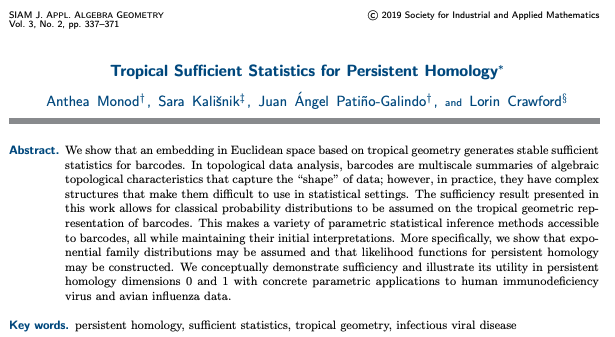 SIAM J. APPL. ALGEBRA GEOMETRY
© 2019 Society for Industrial and Applied Mathematics
Vol. 3, No. 2, pp. 337–371
Tropical Sufficient Statistics for Persistent Homology*
Anthea Monod†, Sara Kališnik‡, Juan Ángel Patiño-Galindo†, and Lorin Crawford§
Abstract. We show that an embedding in Euclidean space based on tropical geometry generates stable sufficient
statistics for barcodes. In topological data analysis, barcodes are multiscale summaries of algebraic
topological characteristics that capture the “shape” of data; however, in practice, they have complex
structures that make them difficult to use in statistical settings. The sufficiency result presented in
this work allows for classical probability distributions to be assumed on the tropical geometric rep-
resentation of barcodes. This makes a variety of parametric statistical inference methods accessible
to barcodes, all while maintaining their initial interpretations. More specifically, we show that expo-
nential family distributions may be assumed and that likelihood functions for persistent homology
may be constructed. We conceptually demonstrate sufficiency and illustrate its utility in persistent
homology dimensions 0 and 1 with concrete parametric applications to human immunodeficiency
virus and avian influenza data.
Key words. persistent homology, sufficient statistics, tropical geometry, infectious viral disease